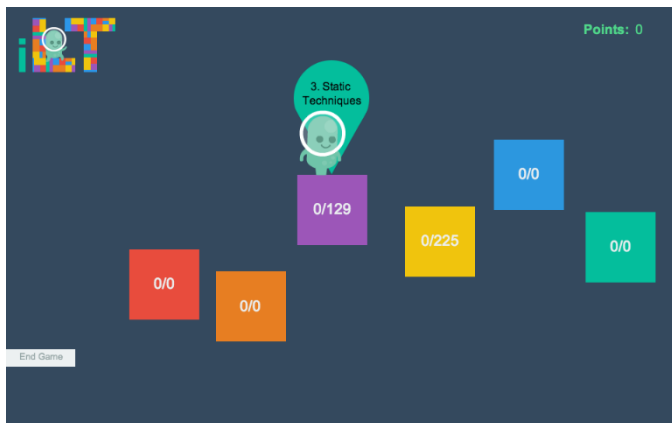 iLT
Points: 0
3. Static
Techniques
0/0
0/129
0/225
0/0
0/0
0/0
End Game